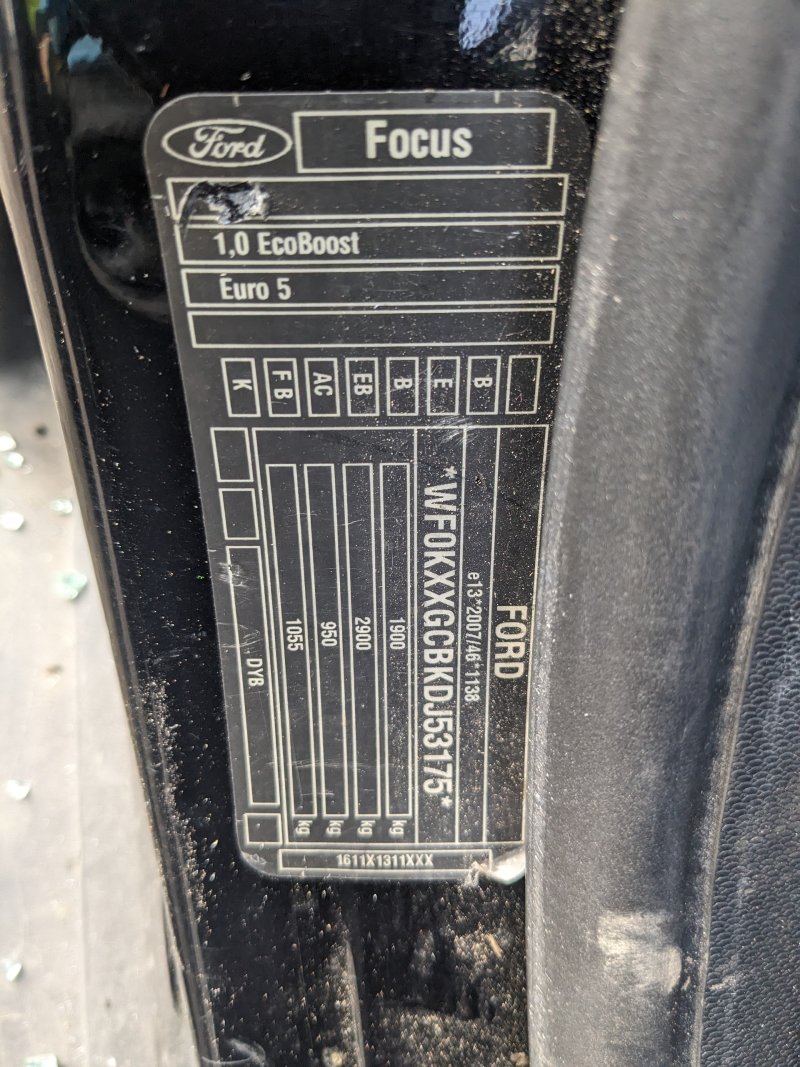 Ford
Focus
1,0 EcoBoost
Euro 5
K
FB
AC
EB
B
E
B
FORD
e13*2007/46*1138
*WF0KXXGCBKDJ53175*
1900 kg
2900 kg
950 kg
1055 kg
DYB
1611X1311XXX